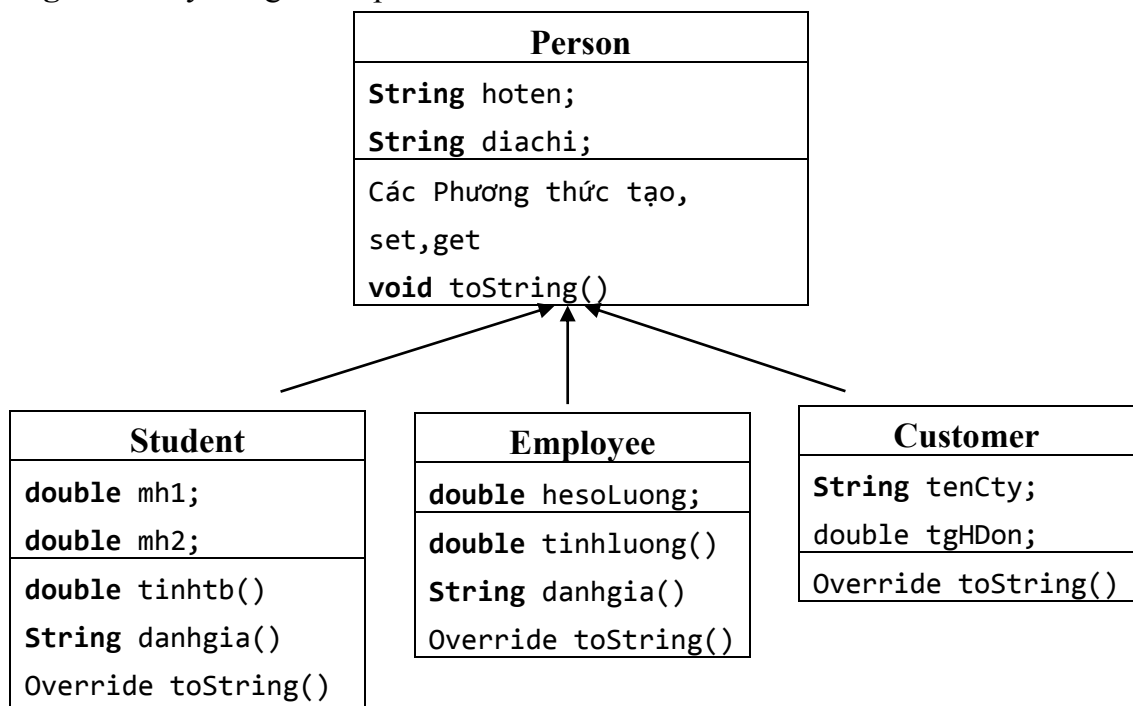 Person
String hoten;
String diachi;
Các Phương thức tạo,
set,get
void toString()
Student
double mh1;
double mh2;
double tinhtb()
String danhgia()
Override toString()
Employee
double hesoLuong;
double tinhluong()
String danhgia()
Override toString()
Customer
String tenCty;
double tgHDon;
Override toString()